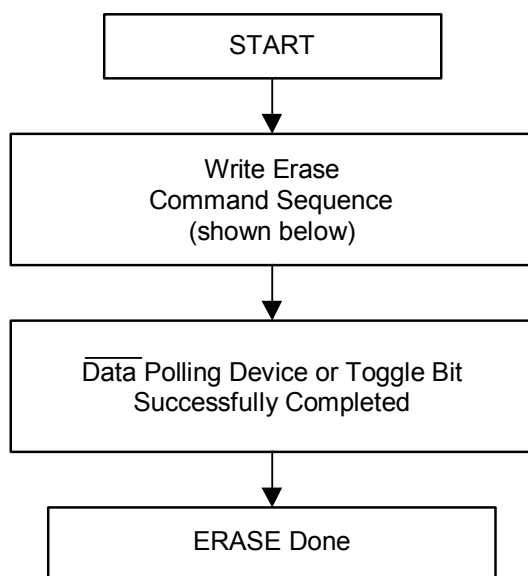 START
Write Erase
Command Sequence
(shown below)
Data Polling Device or Toggle Bit
Successfully Completed
ERASE Done